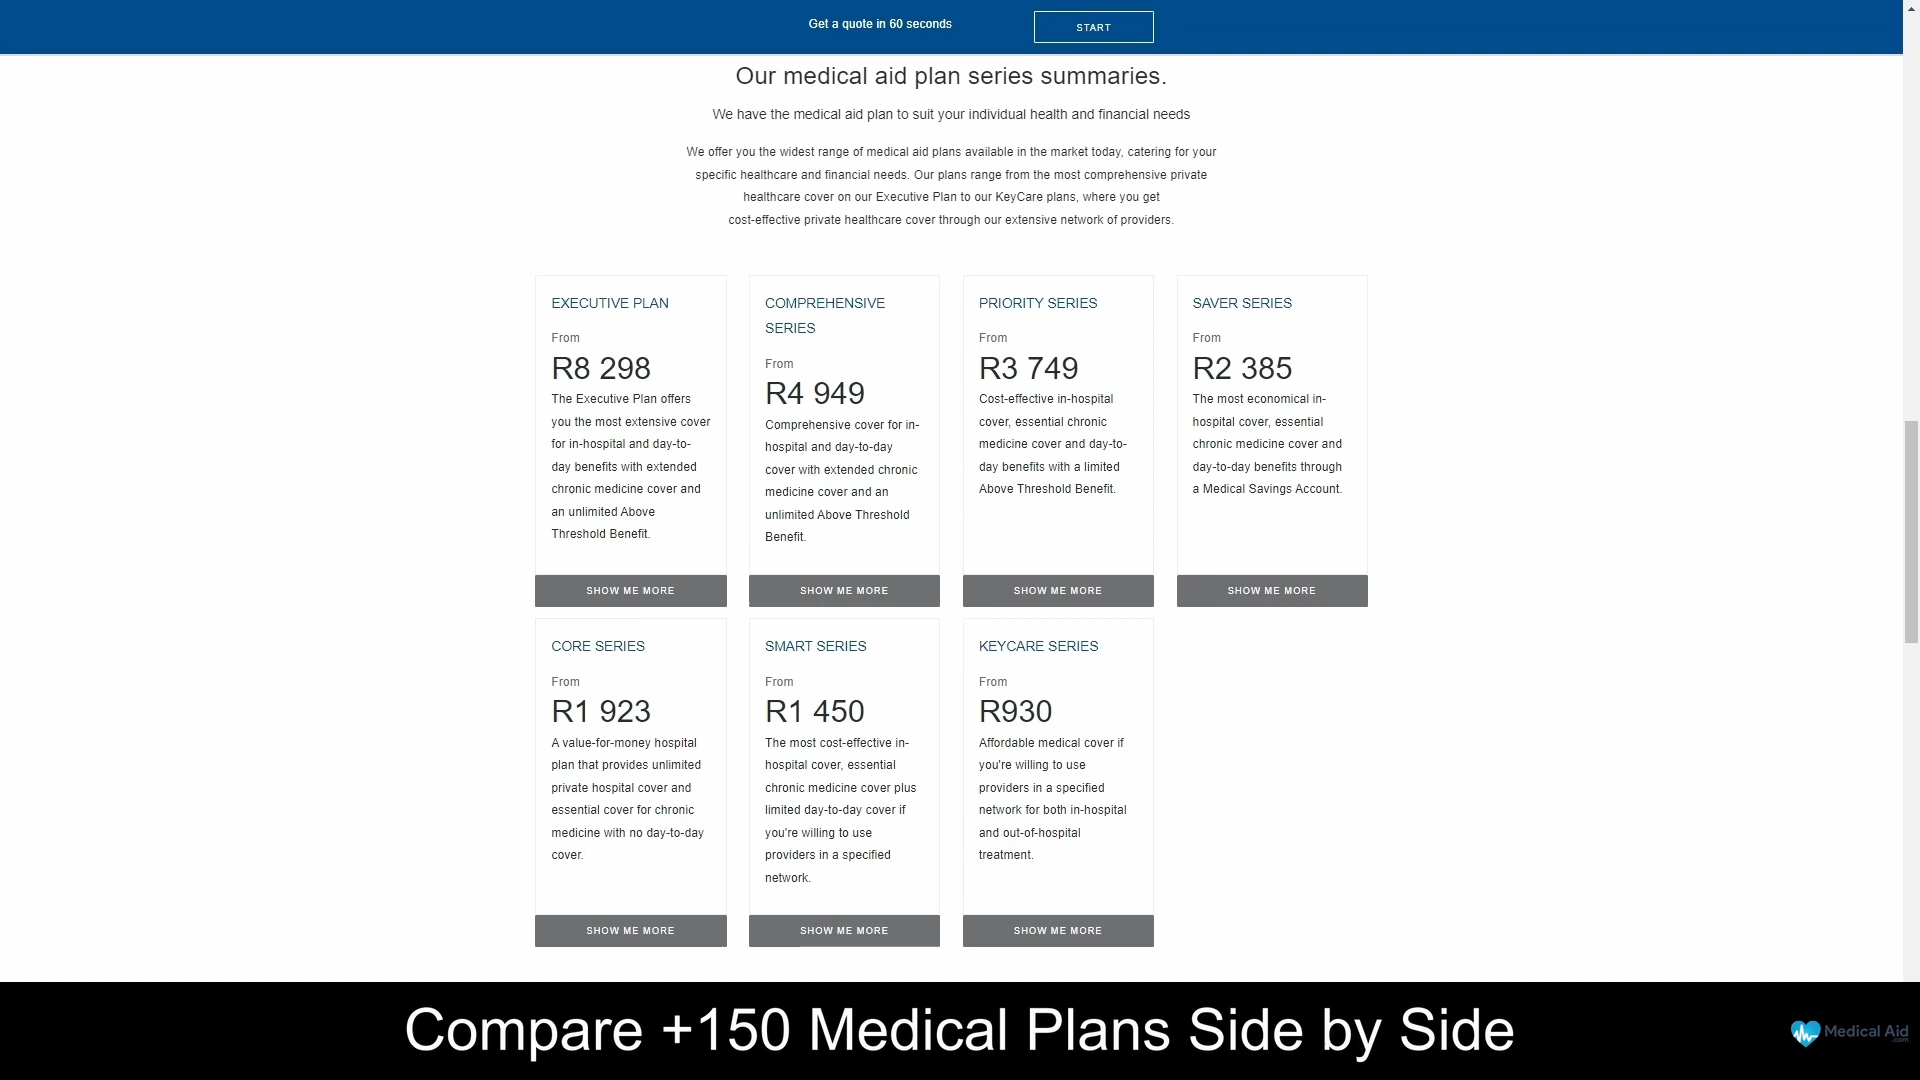 Get a quote in 60 seconds
START
Our medical aid plan series summaries.
We have the medical aid plan to suit your individual health and financial needs
We offer you the widest range of medical aid plans available in the market today, catering for your
specific healthcare and financial needs. Our plans range from the most comprehensive private
healthcare cover on our Executive Plan to our KeyCare plans, where you get
cost-effective private healthcare cover through our extensive network of providers.
EXECUTIVE PLAN
From
R8 298
The Executive Plan offers
you the most extensive cover
for in-hospital and day-to-
day benefits with extended
chronic medicine cover and
an unlimited Above
Threshold Benefit.
SHOW ME MORE
COMPREHENSIVE
SERIES
From
R4 949
Comprehensive cover for in-
hospital and day-to-day
cover with extended chronic
medicine cover and an
unlimited Above Threshold
Benefit.
SHOW ME MORE
PRIORITY SERIES
From
R3 749
Cost-effective in-hospital
cover, essential chronic
medicine cover and day-to-
day benefits with a limited
Above Threshold Benefit.
SHOW ME MORE
SAVER SERIES
From
R2 385
The most economical in-
hospital cover, essential
chronic medicine cover and
day-to-day benefits through
a Medical Savings Account.
SHOW ME MORE
CORE SERIES
From
R1 923
A value-for-money hospital
plan that provides unlimited
private hospital cover and
essential cover for chronic
medicine with no day-to-day
cover.
SHOW ME MORE
SMART SERIES
From
R1 450
The most cost-effective in-
hospital cover, essential
chronic medicine cover plus
limited day-to-day cover if
you're willing to use
providers in a specified
network.
SHOW ME MORE
KEYCARE SERIES
From
R930
Affordable medical cover if
you're willing to use
providers in a specified
network for both in-hospital
and out-of-hospital
treatment.
SHOW ME MORE
Compare +150 Medical Plans Side by Side
Medical Aid
.com